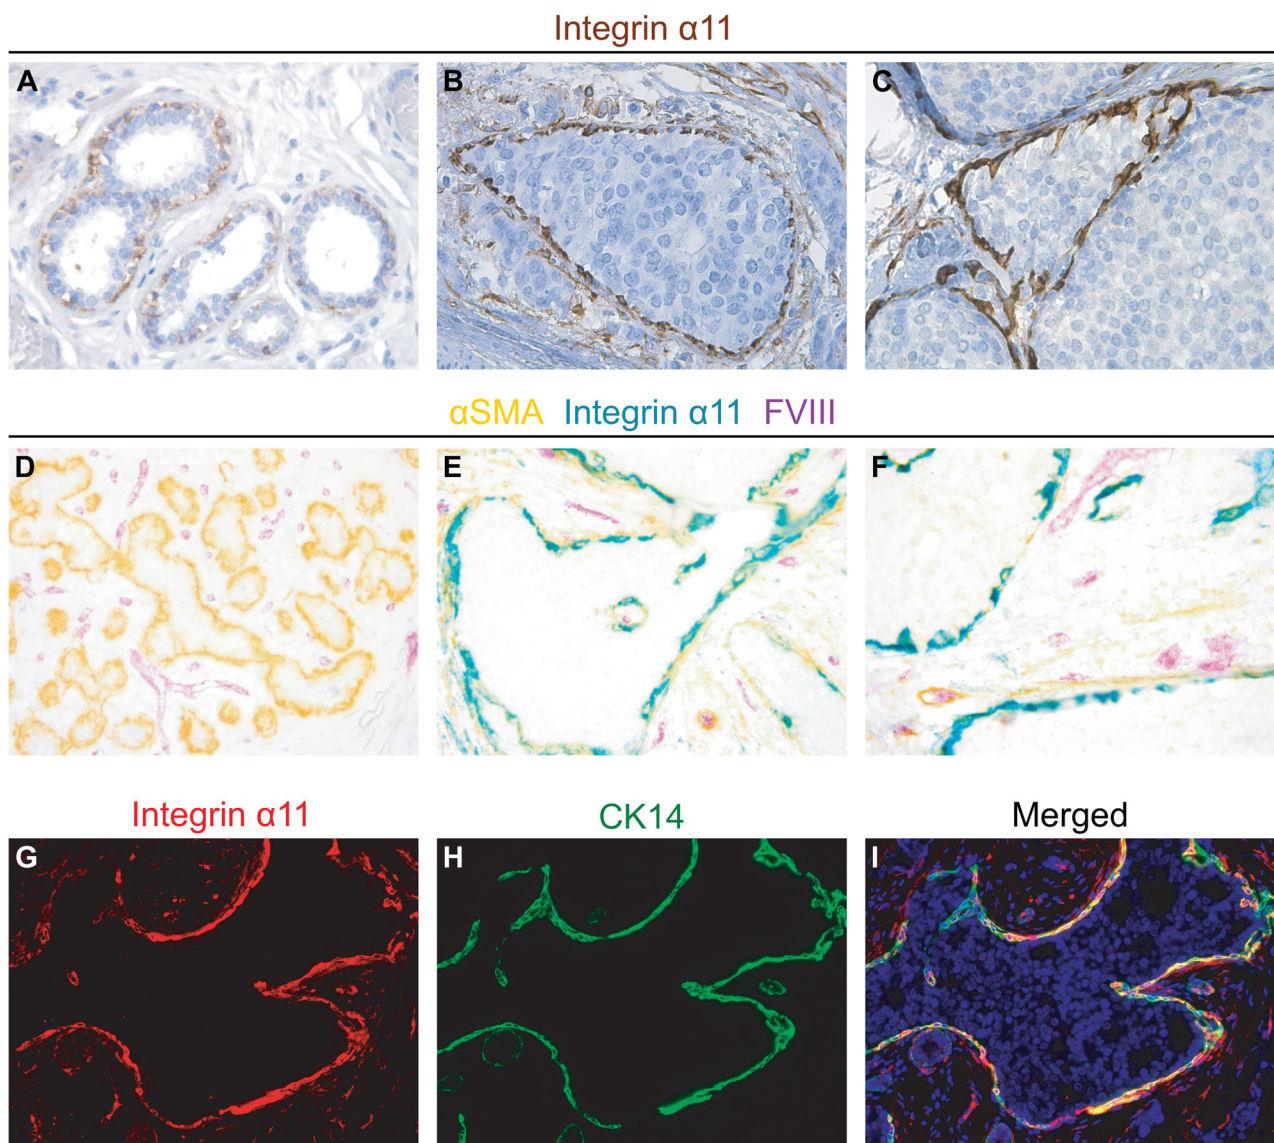 Integrin α11
A B C
αSMA Integrin α11 FVIII
D E F
Integrin α11 CK14 Merged
G H I